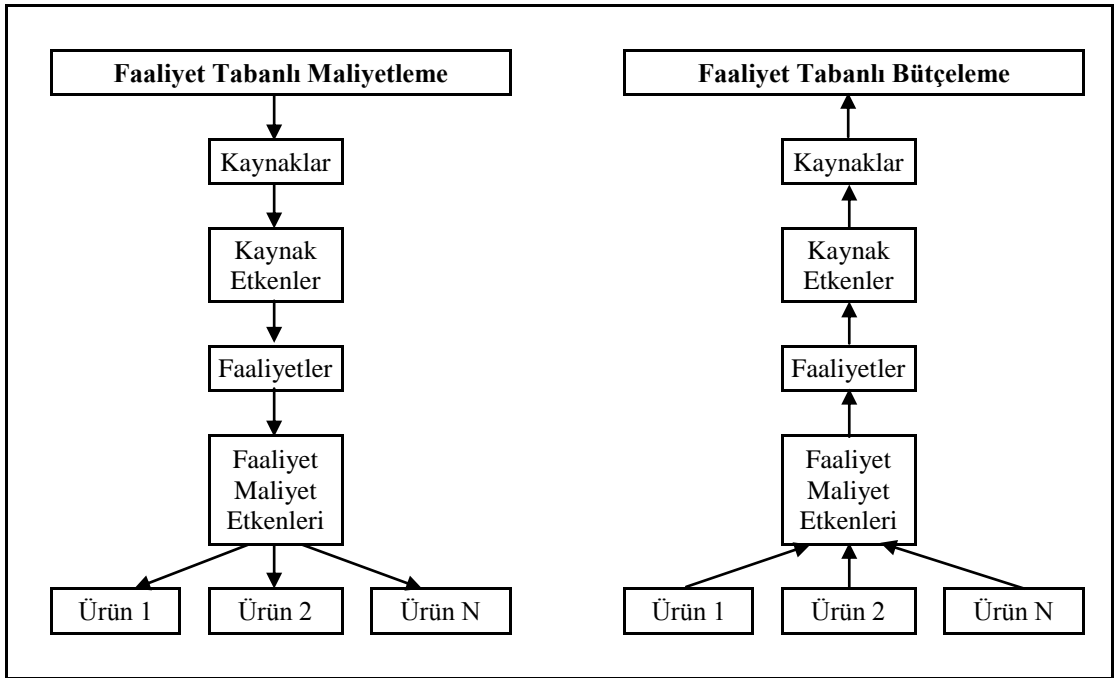 Faaliyet Tabanlı Maliyetleme
Kaynaklar
Kaynak
Etkenler
Faaliyetler
Faaliyet
Maliyet
Etkenleri
Ürün 1
Ürün 2
Ürün N
Faaliyet Tabanlı Bütçeleme
Kaynaklar
Kaynak
Etkenler
Faaliyetler
Faaliyet
Maliyet
Etkenleri
Ürün 1
Ürün 2
Ürün N